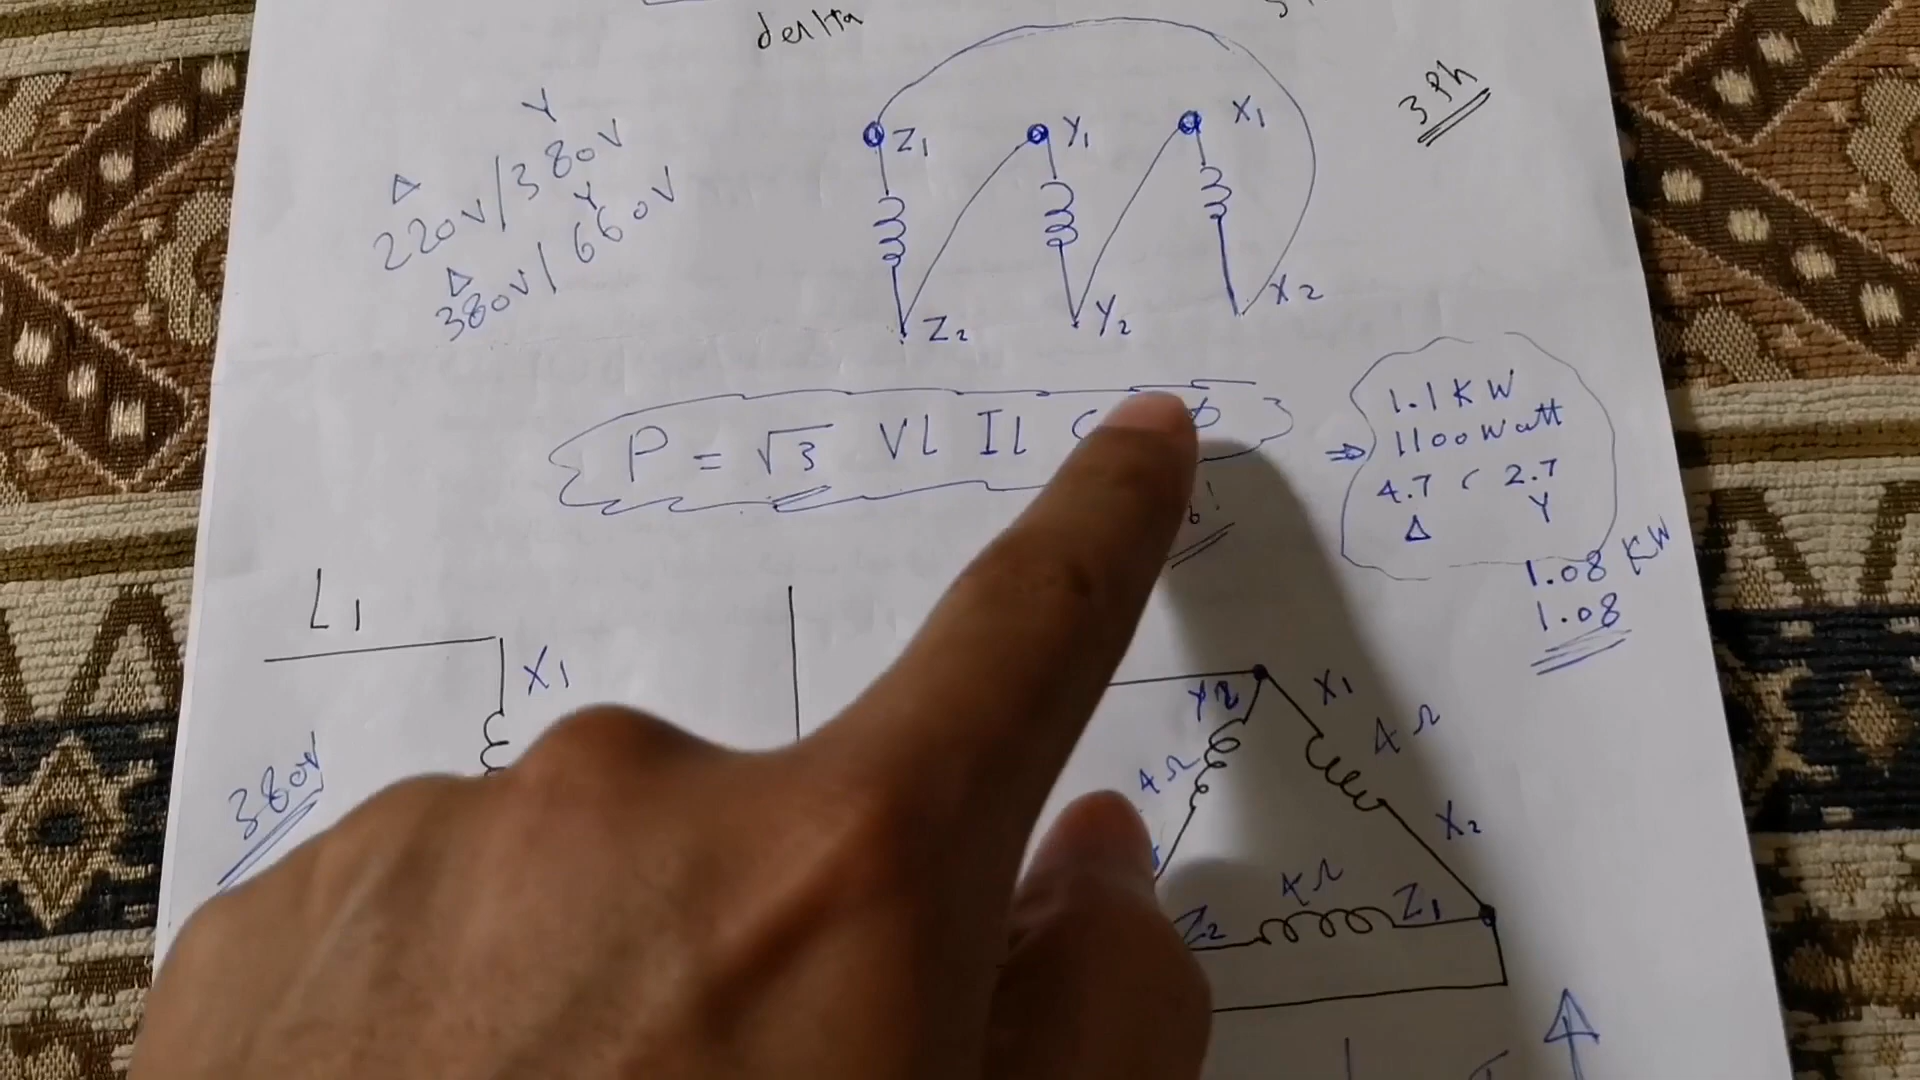 delta
3 Ph
Y
Δ
220V/380V
Y
Δ
380V/660V
Z1
Y1
X1
Z2
Y2
X2
P = √3 VL IL
1.1 KW
⇒ 1100 Watt
4.7 ( 2.7
Δ Y
1.08 KW
1.08
L1
X1
380V
Y2
X1
4Ω
4Ω
X2
4Ω
Z2
Z1